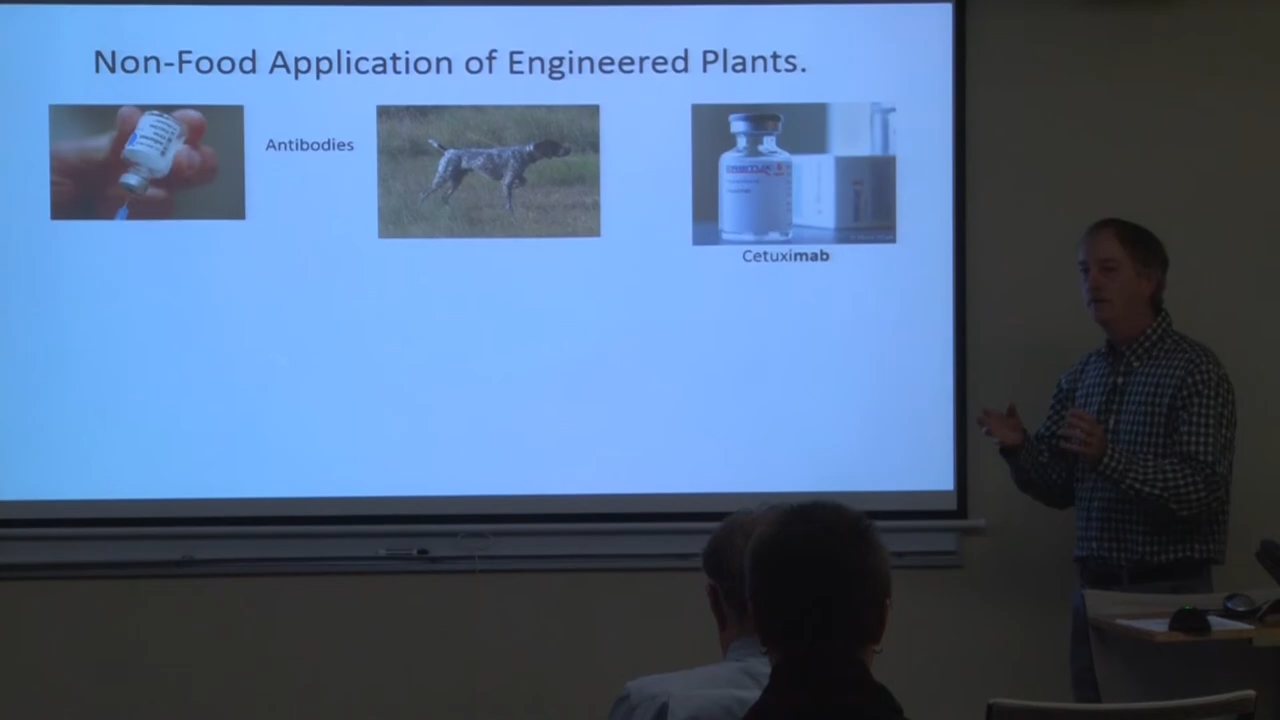 Non-Food Application of Engineered Plants.
Antibodies
Cetuximab